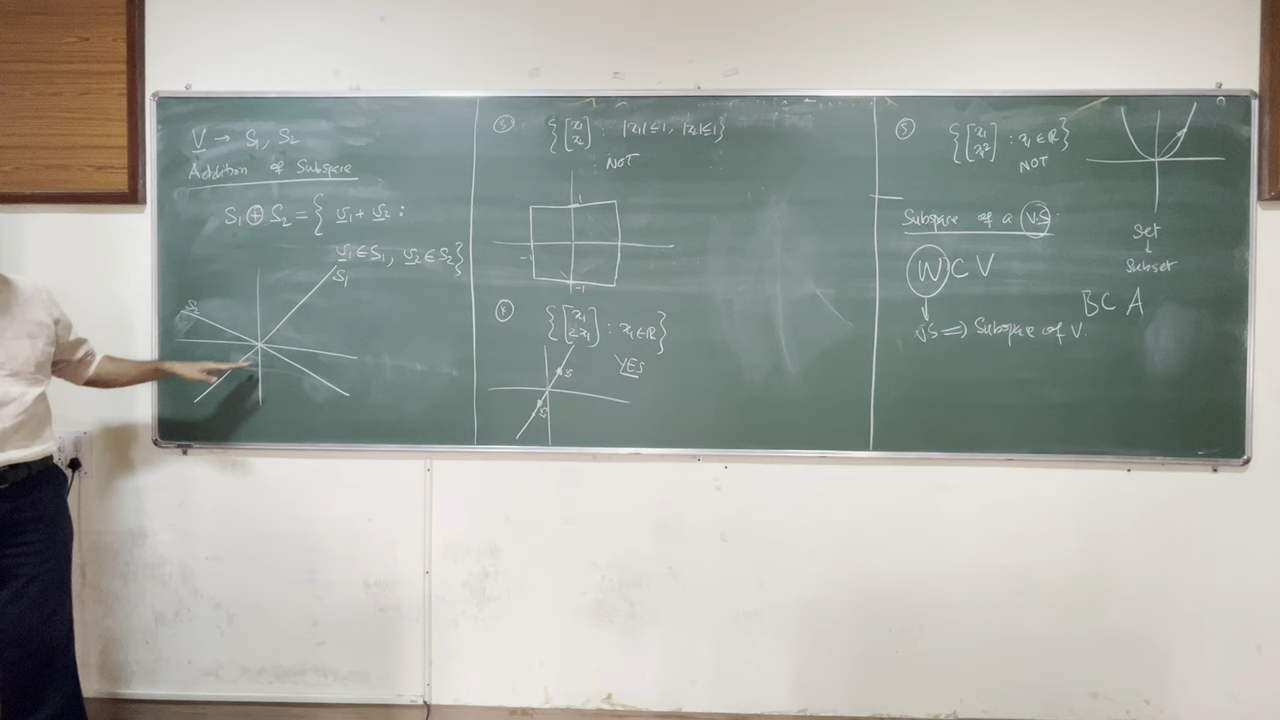 V → S₁, S₂
Addition of Subspace
S₁ ⊕ S₂ = { v₁ + v₂ :
v₁ ∈ S₁, v₂ ∈ S₂ }
S₁
S₂
③ { [x₁ x₂] : |x₁| ≤ 1, |x₂| ≤ 1 }
NOT
1
-1
-1
④ { [x₁ 2x₁] : x₁ ∈ ℝ }
YES
⑤ { [x₁ x₁²] : x₁ ∈ ℝ }
NOT
Subspace of a V.S :
W ⊂ V
↓
VS ⟹ Subspace of V.
Set
↓
Subset
B ⊂ A